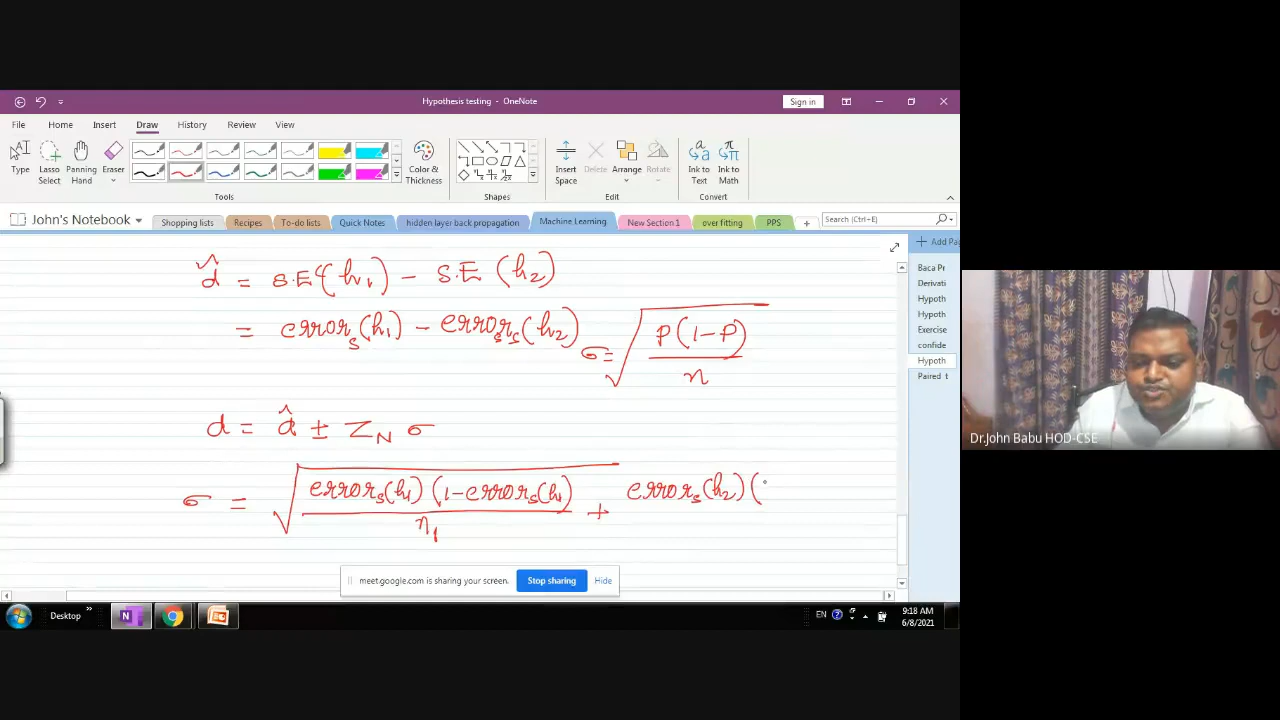 Hypothesis testing - OneNote
Sign in
File Home Insert Draw History Review View
Type Lasso Select Panning Hand Eraser Color & Thickness Insert Space Delete Arrange Rotate Ink to Text Ink to Math
Tools Shapes Edit Convert
John's Notebook Shopping lists Recipes To-do lists Quick Notes hidden layer back propagation Machine Learning New Section 1 over fitting PPS + Search (Ctrl+E)
+ Add Pa
Baca Pr
Derivati
Hypoth
Hypoth
Exercise
confide
Hypoth
Paired t
d̂ = S.E(h₁) - S.E (h₂)
= errorₛ(h₁) - errorₛ(h₂)
σ = √ P(1-P) / n
d = d̂ ± Z_N σ
σ = √ errorₛ(h₁) (1-errorₛ(h₁) / n₁ + errorₛ(h₂) (
Dr.John Babu HOD-CSE
meet.google.com is sharing your screen. Stop sharing Hide
Desktop » EN 9:18 AM
6/8/2021